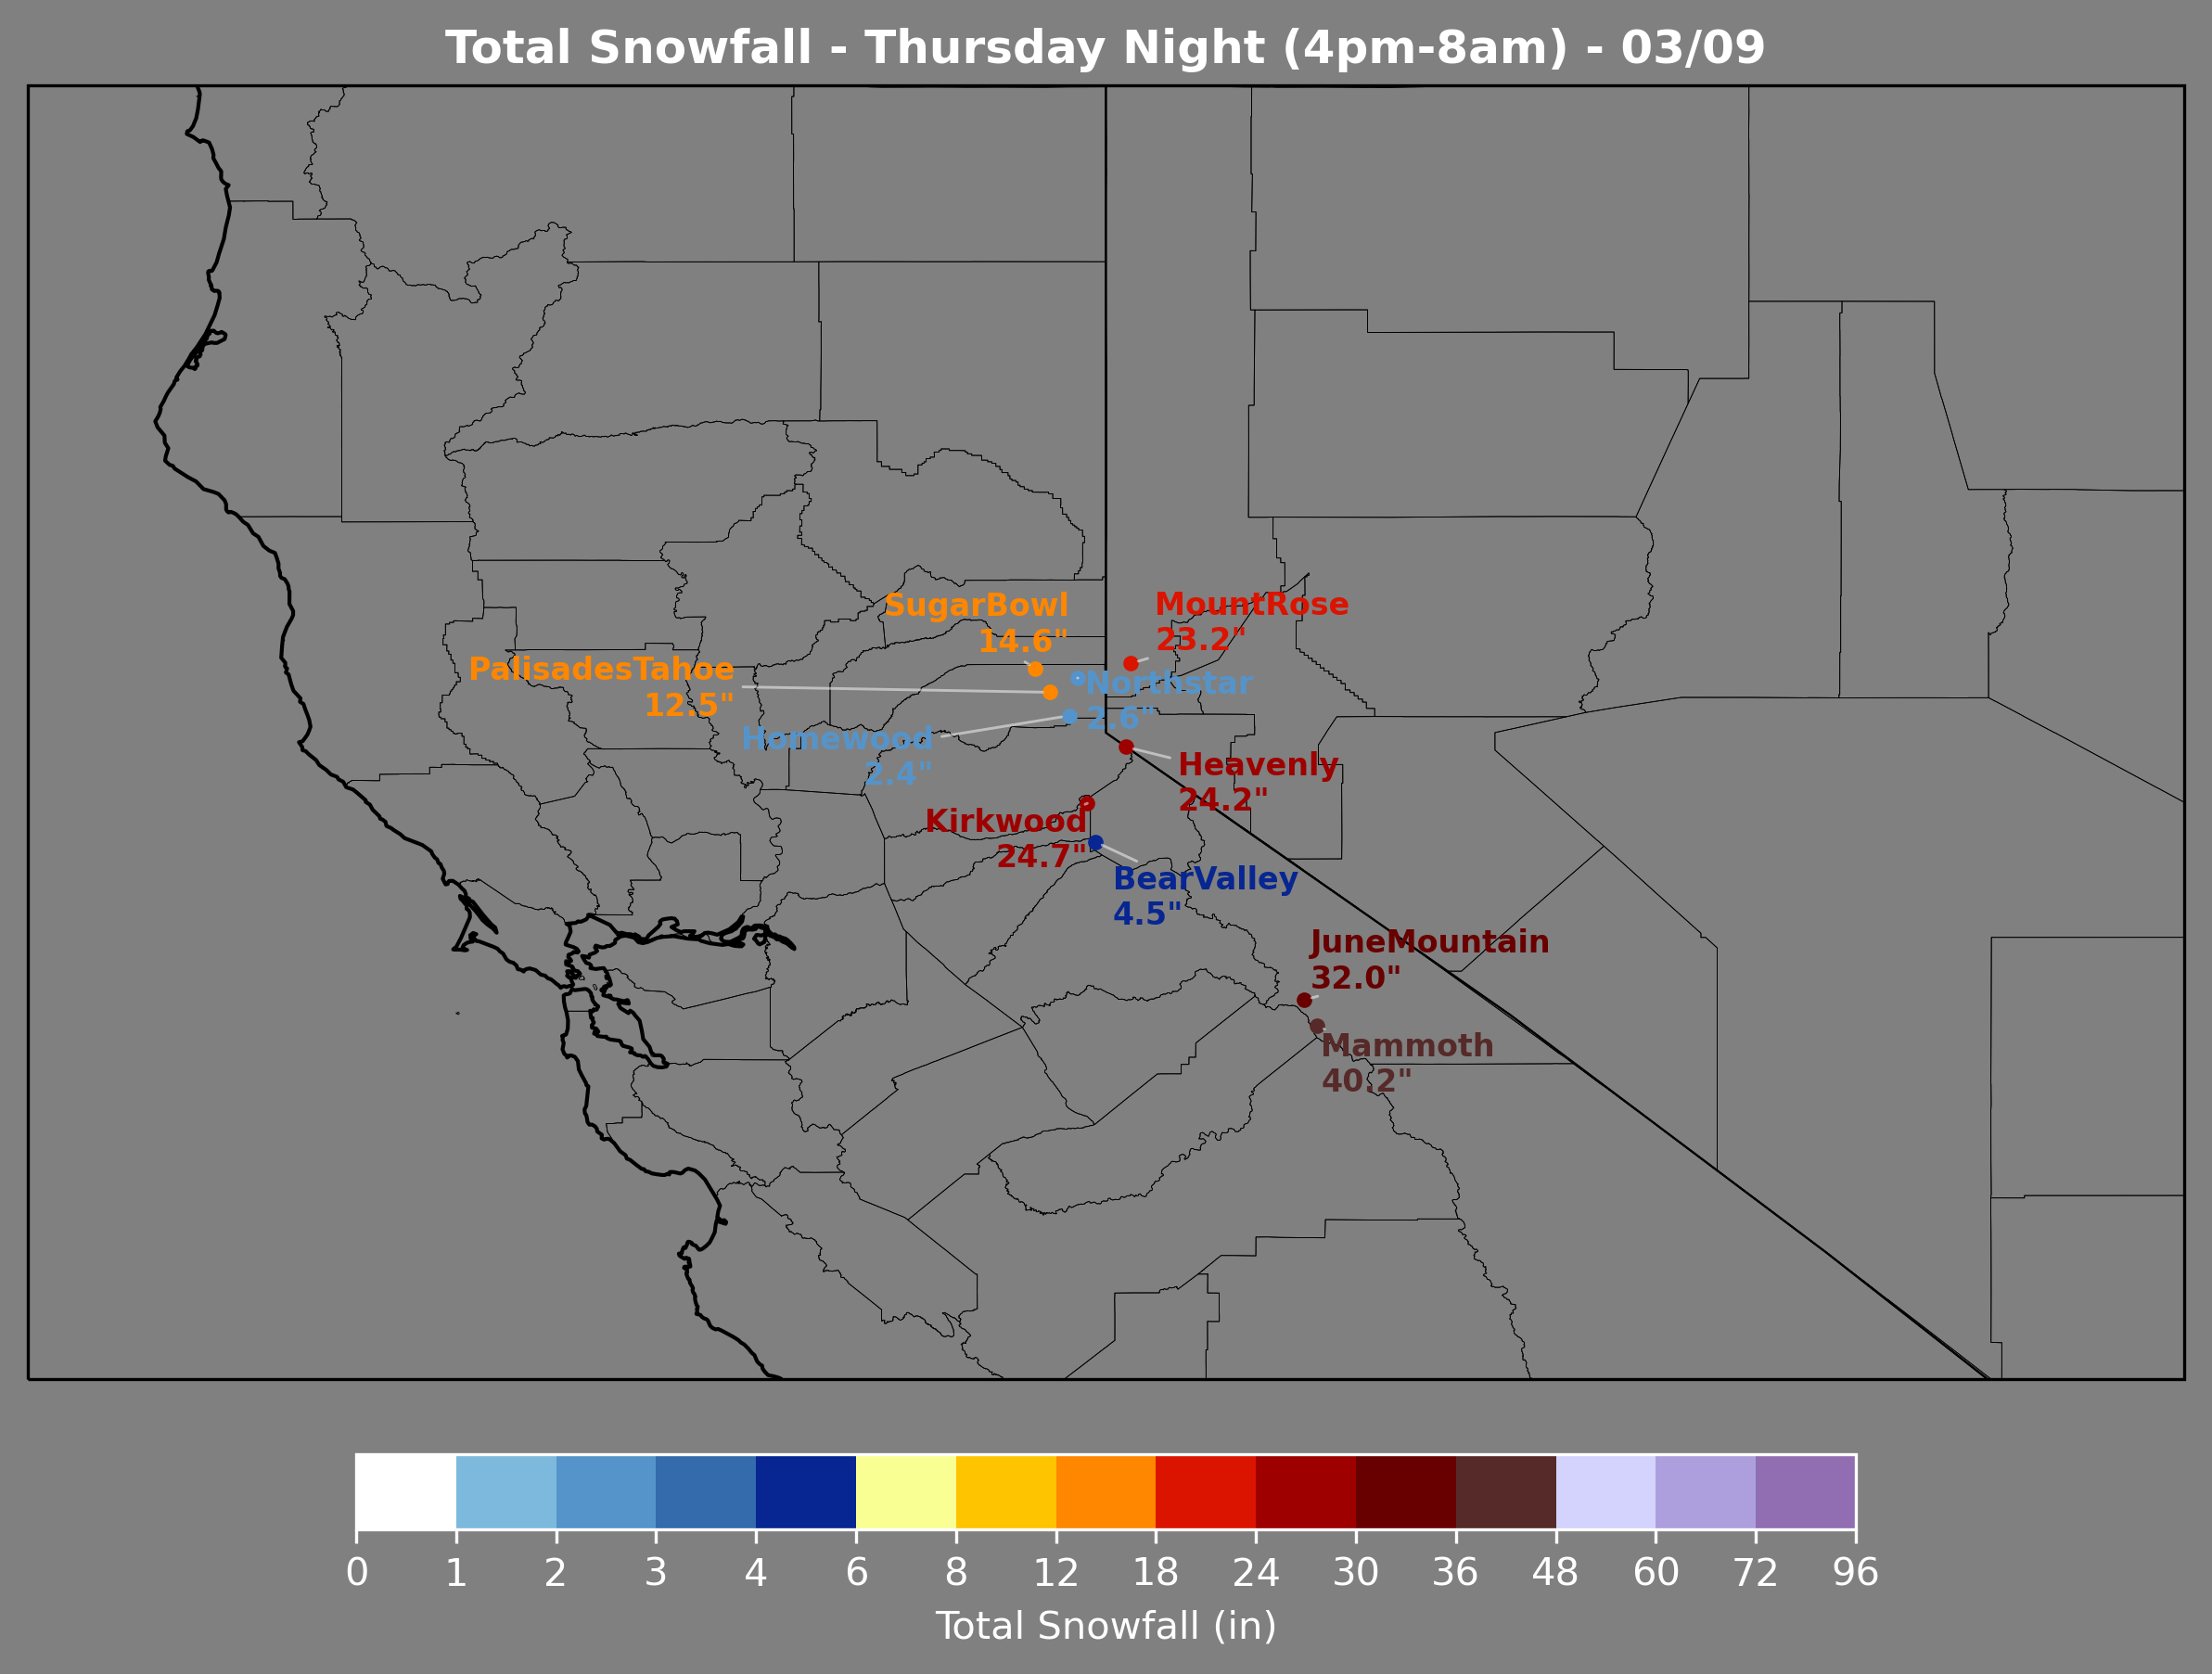 Total Snowfall - Thursday Night (4pm-8am) - 03/09
SugarBowl
14.6"
MountRose
23.2"
PalisadesTahoe
12.5"
Northstar
2.6"
Homewood
2.4"
Heavenly
24.2"
Kirkwood
24.7"
BearValley
4.5"
JuneMountain
32.0"
Mammoth
40.2"
0 1 2 3 4 6 8 12 18 24 30 36 48 60 72 96
Total Snowfall (in)